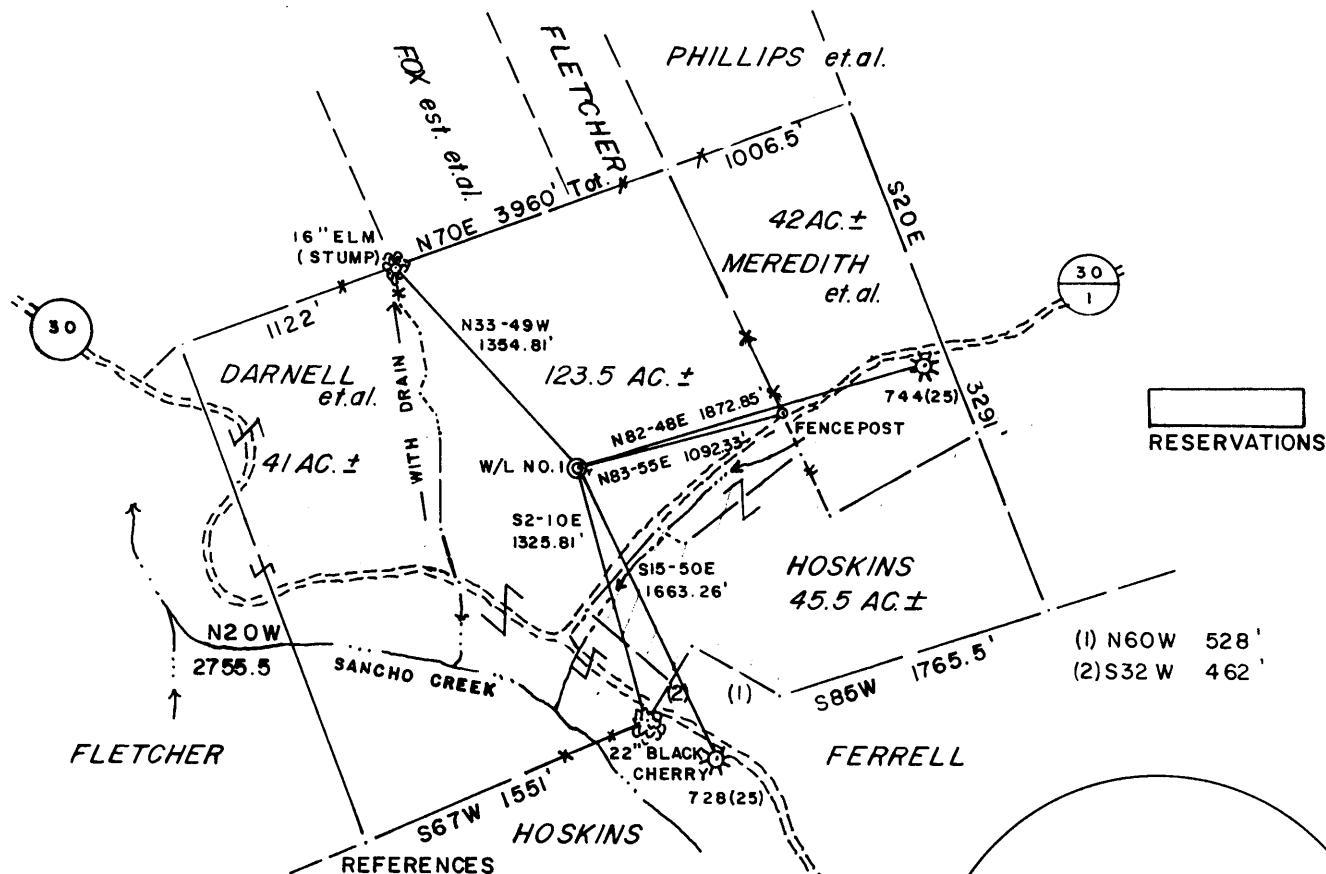 FOX est. et.al.
FLETCHER
PHILLIPS et.al.
1006.5'
N70E 3960' Tot.
16" ELM
(STUMP)
S20E
3291'
42 AC. ±
MEREDITH
et.al.
30
1
30
1122'
N33-49W
1354.81'
DARNELL
et.al.
41 AC. ±
WITH DRAIN
123.5 AC. ±
N82-48E 1872.85'
N83-55E 1092.33'
744(25)
FENCEPOST
RESERVATIONS
W/L NO. 1
S2-10E
1325.81'
S15-50E
1663.26'
HOSKINS
45.5 AC. ±
N20W
2755.5
SANCHO CREEK
(1) N60W 528'
(2) S32W 462'
(2)
(1)
S85W 1765.5'
FLETCHER
22" BLACK
CHERRY
728(25)
FERRELL
S67W 1551'
HOSKINS
REFERENCES